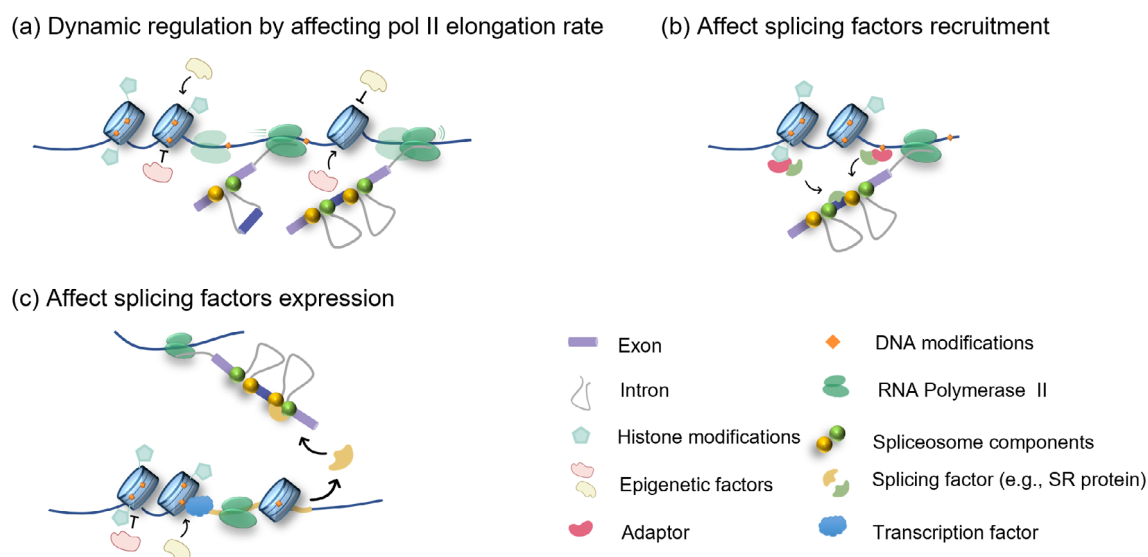 (a) Dynamic regulation by affecting pol II elongation rate
(b) Affect splicing factors recruitment
(c) Affect splicing factors expression
Exon
Intron
Histone modifications
Epigenetic factors
Adaptor
DNA modifications
RNA Polymerase II
Spliceosome components
Splicing factor (e.g., SR protein)
Transcription factor